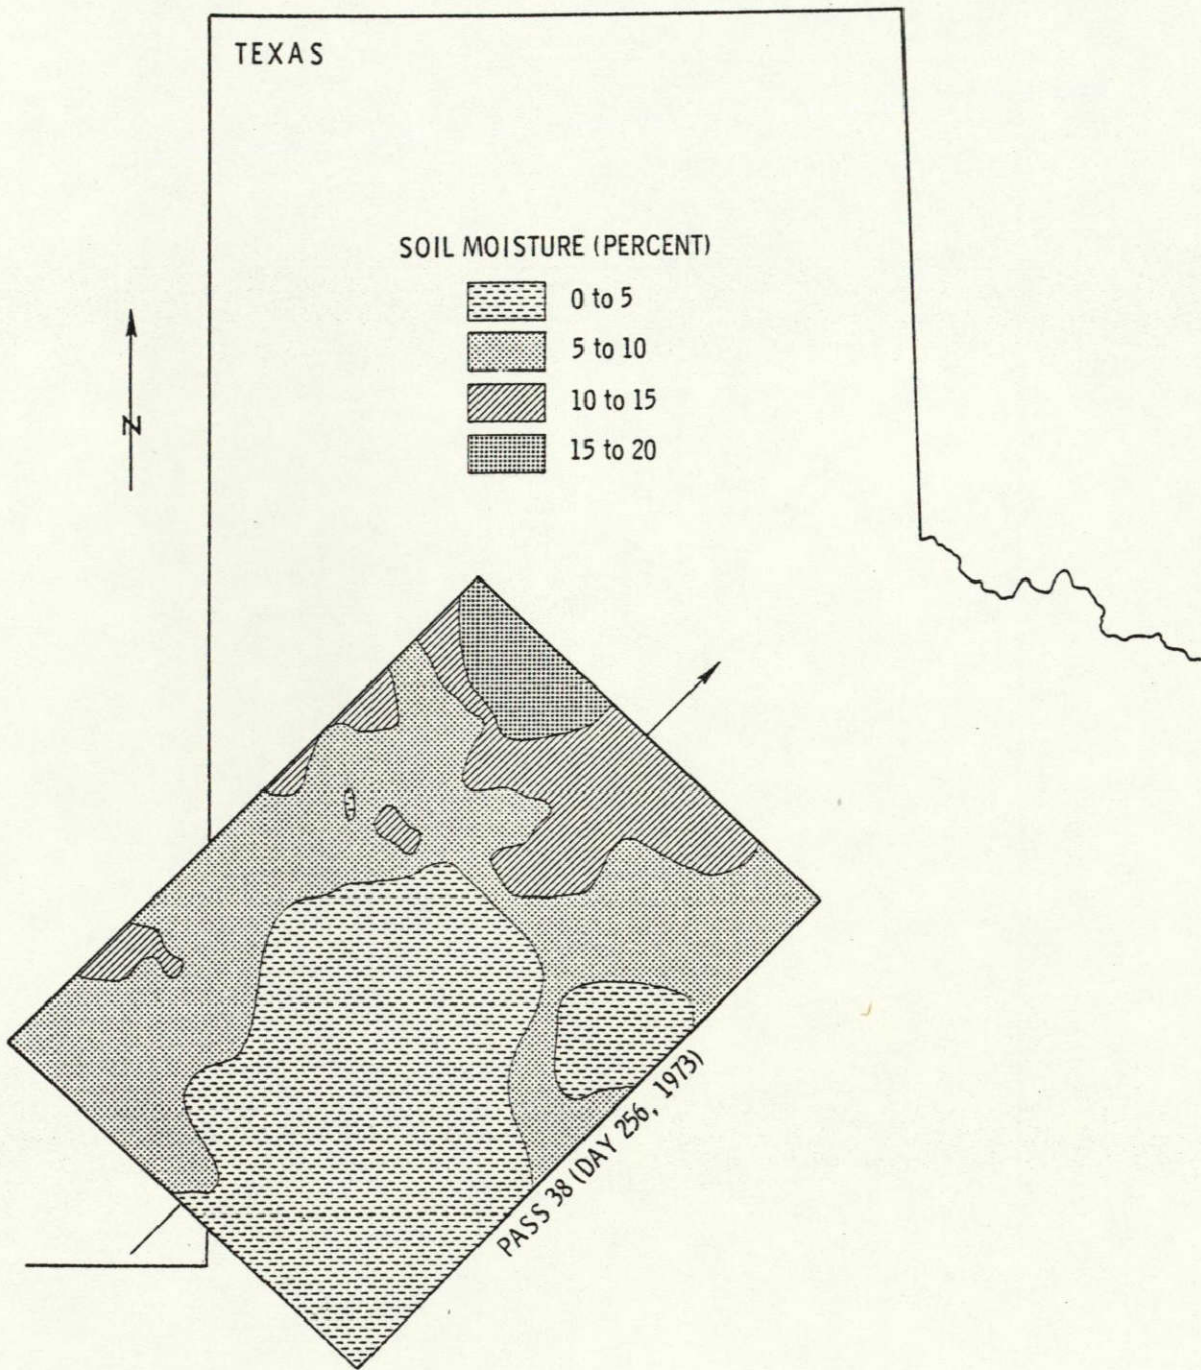 TEXAS
SOIL MOISTURE (PERCENT)
0 to 5
5 to 10
10 to 15
15 to 20
N
PASS 38 (DAY 256, 1973)